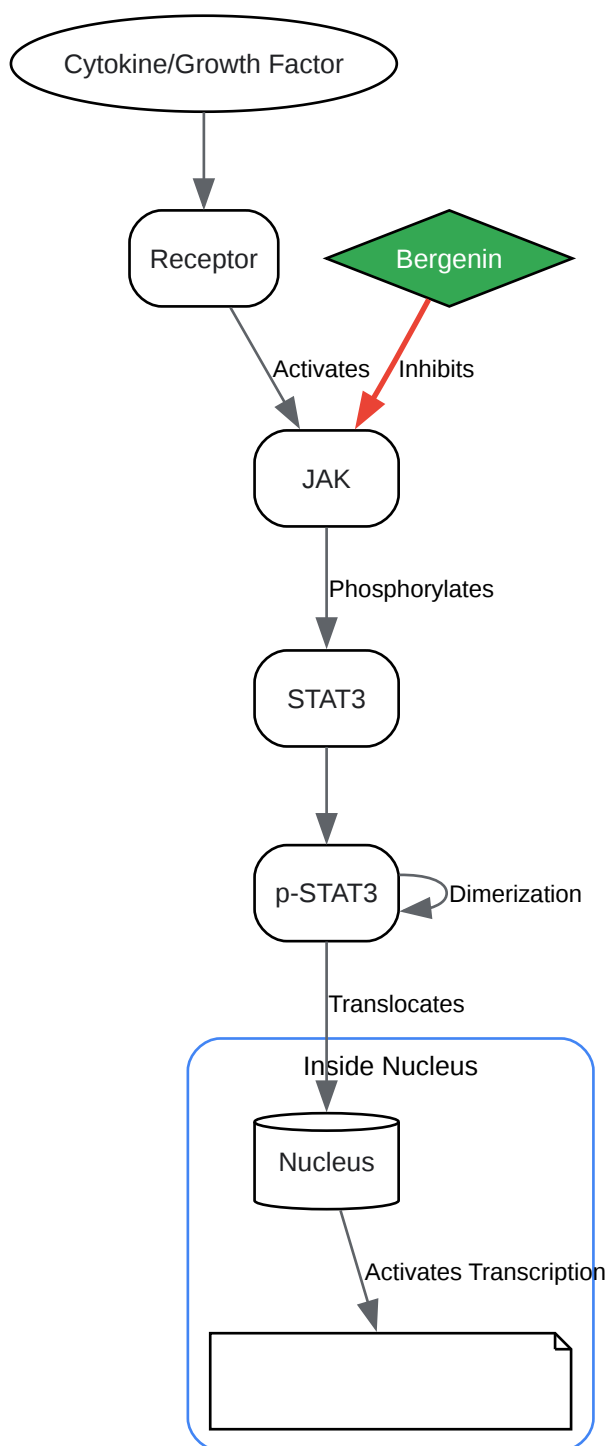 Cytokine/Growth Factor
Receptor
Bergenin
Activates
Inhibits
JAK
Phosphorylates
STAT3
p-STAT3
Dimerization
Translocates
Inside Nucleus
Nucleus
Activates Transcription